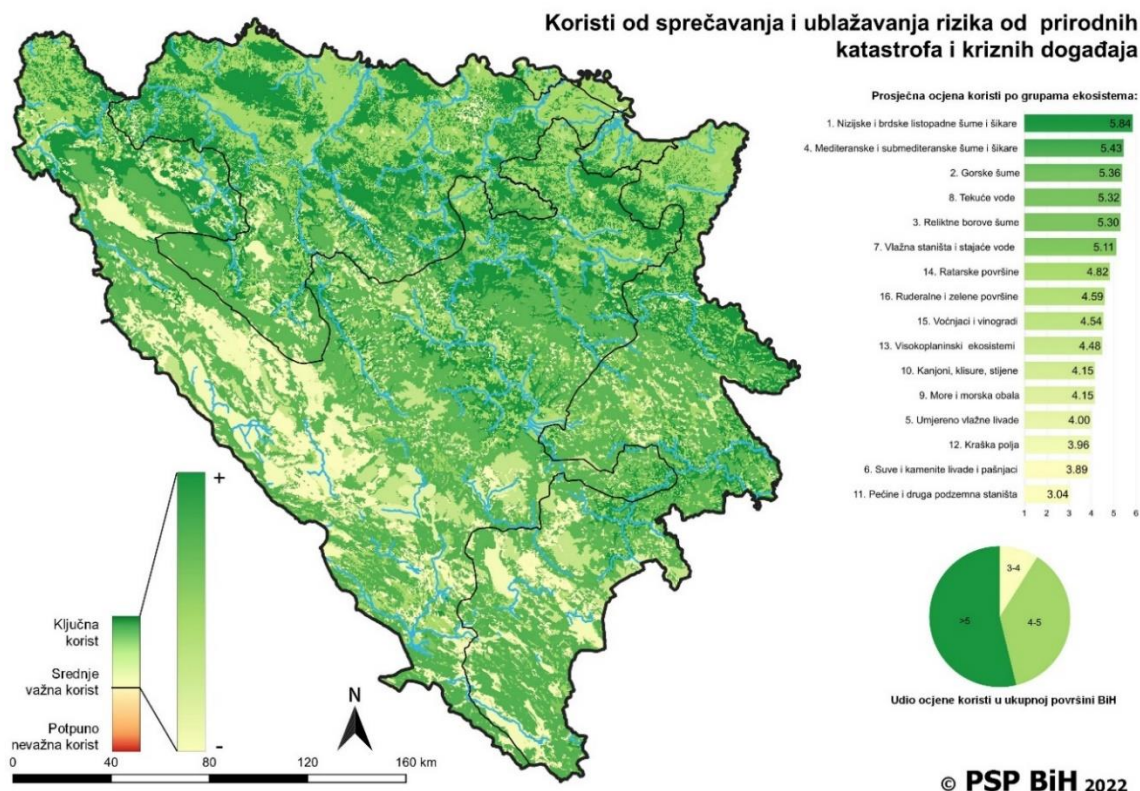 Koristi od sprečavanja i ublažavanja rizika od prirodnih
katastrofa i kriznih događaja
Prosječna ocjena koristi po grupama ekosistema:
1. Nizijske i brdske listopadne šume i šikare 5.84
4. Mediteranske i submediteranske šume i šikare 5.43
2. Gorske šume 5.36
8. Tekuće vode 5.32
3. Reliktne borove šume 5.30
7. Vlažna staništa i stajaće vode 5.11
14. Ratarske površine 4.82
16. Ruderalne i zelene površine 4.59
15. Voćnjaci i vinogradi 4.54
13. Visokoplaninski ekosistemi 4.48
10. Kanjoni, klisure, stijene 4.15
9. More i morska obala 4.15
5. Umjereno vlažne livade 4.00
12. Kraška polja 3.96
6. Suve i kamenite livade i pašnjaci 3.89
11. Pećine i druga podzemna staništa 3.04
1 2 3 4 5 6
3-4
>5
4-5
Udio ocjene koristi u ukupnoj površini BiH
+
Ključna
korist
Srednje
važna korist
Potpuno
nevažna korist
-
N
0 40 80 120 160 km
© PSP BiH 2022